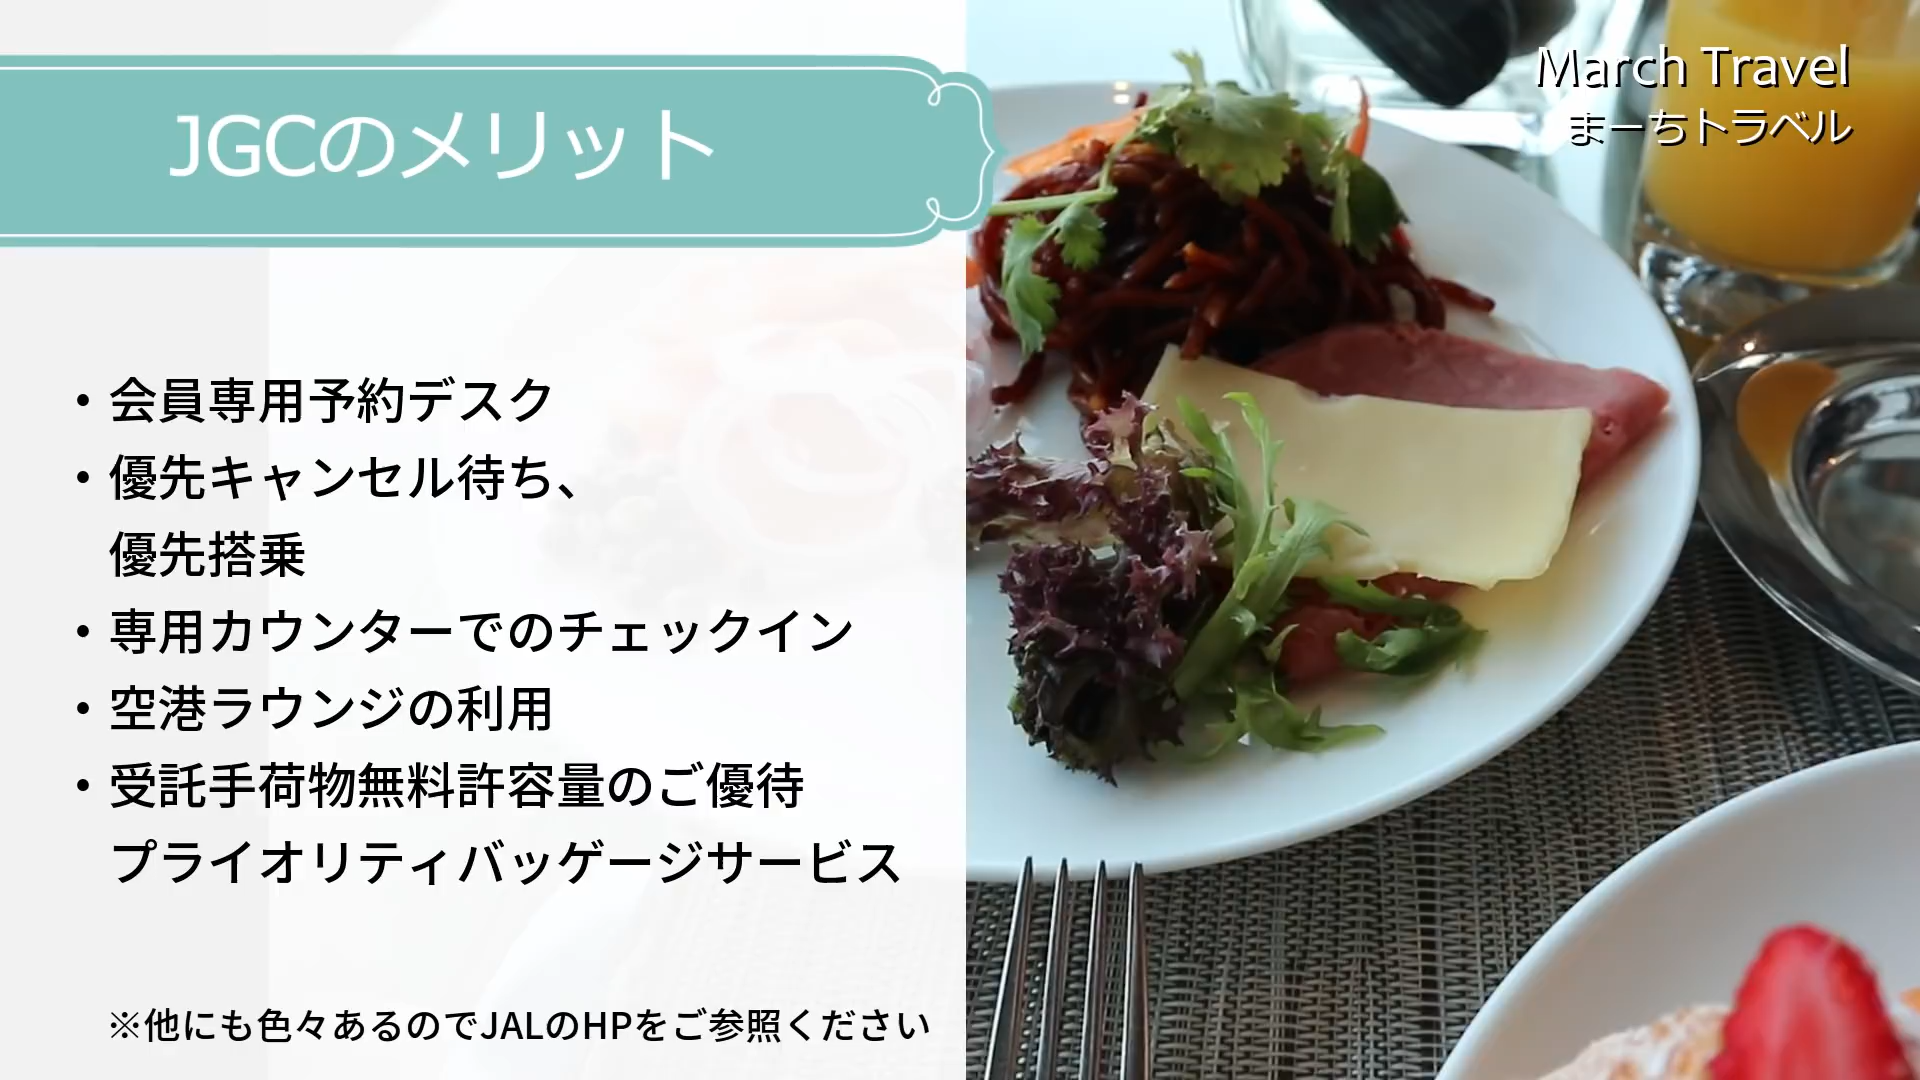 JGCのメリット
March Travel
まーちトラベル
・会員専用予約デスク
・優先キャンセル待ち、
優先搭乗
・専用カウンターでのチェックイン
・空港ラウンジの利用
・受託手荷物無料許容量のご優待
プライオリティバッゲージサービス
※他にも色々あるのでJALのHPをご参照ください